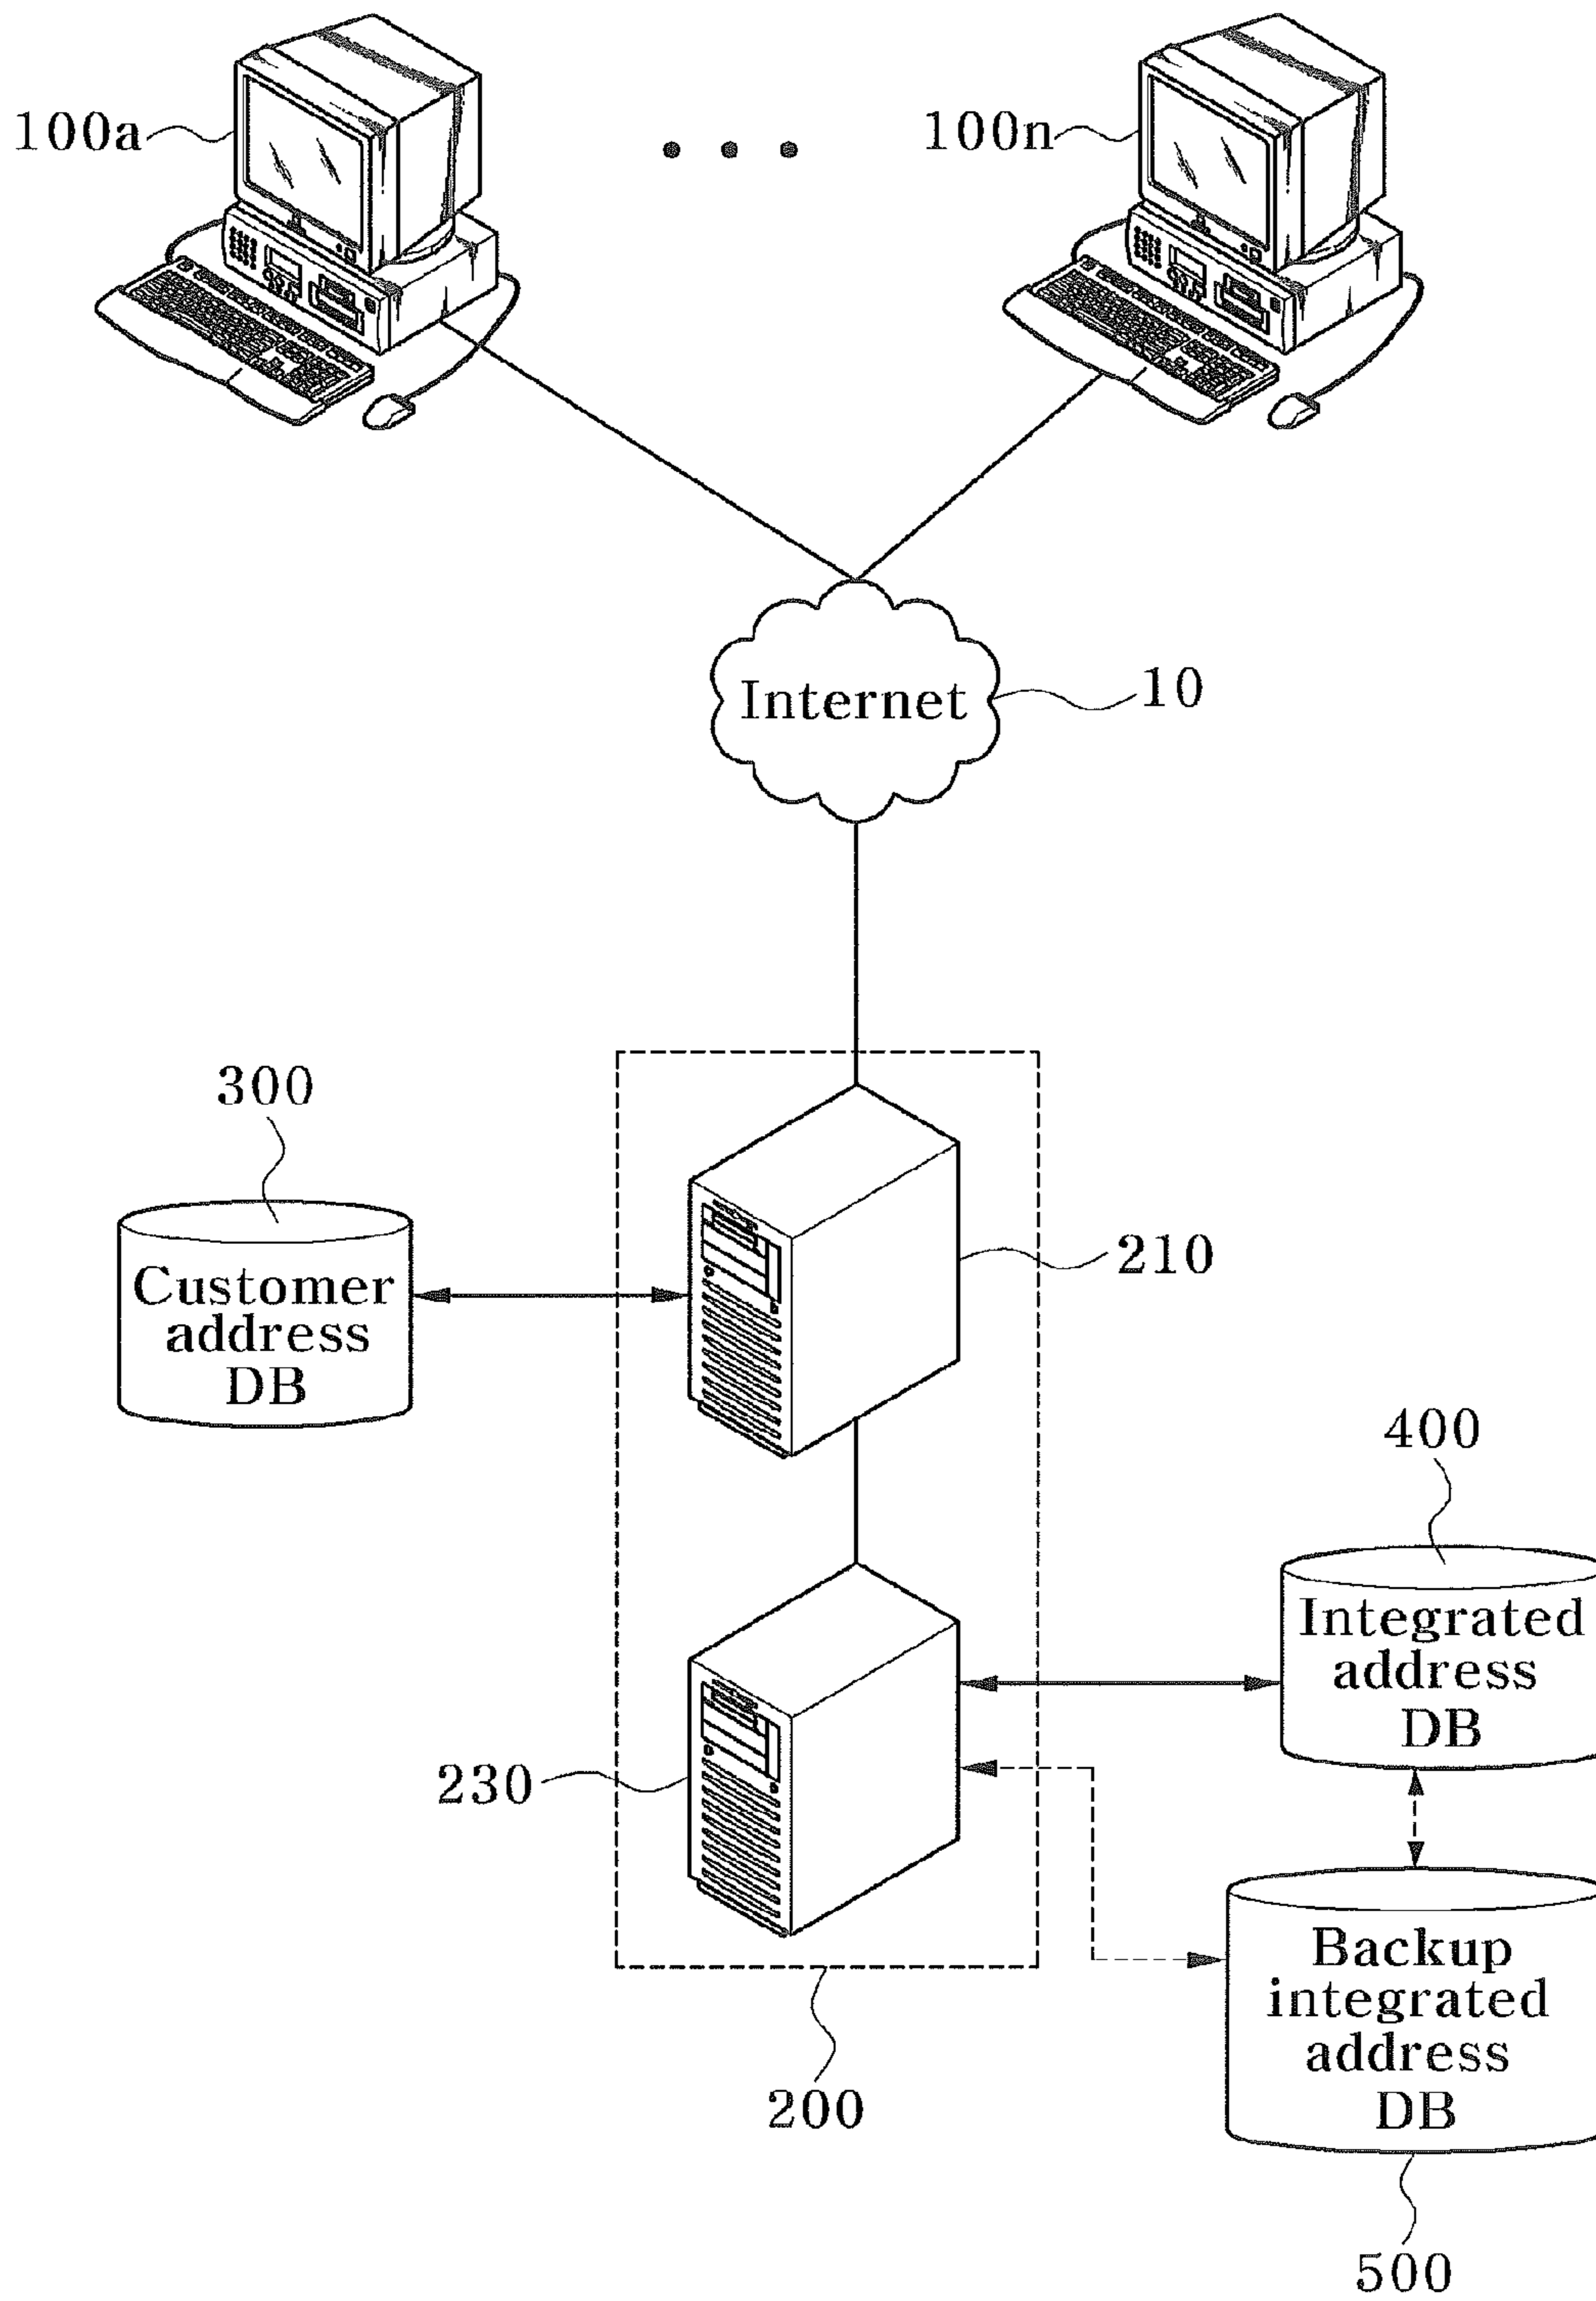 100a
100n
Internet
10
300
Customer
address
DB
210
400
Integrated
address
DB
230
Backup
integrated
address
DB
200
500